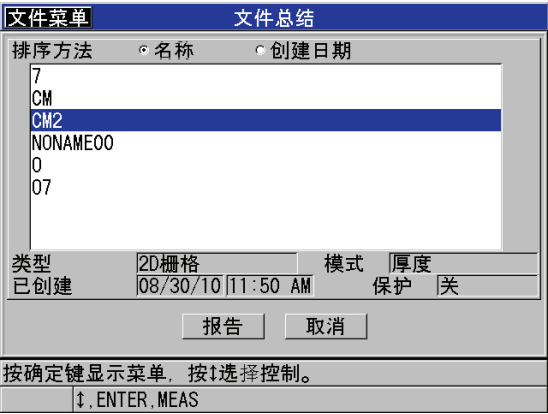 文件菜单 文件总结
排序方法 名称 创建日期
7
CM
CM2
NONAME00
O
O7
类型 2D栅格 模式 厚度
已创建 08/30/10 11:50 AM 保护 关
报告 取消
按确定键显示菜单，按↕选择控制。
↕,ENTER,MEAS